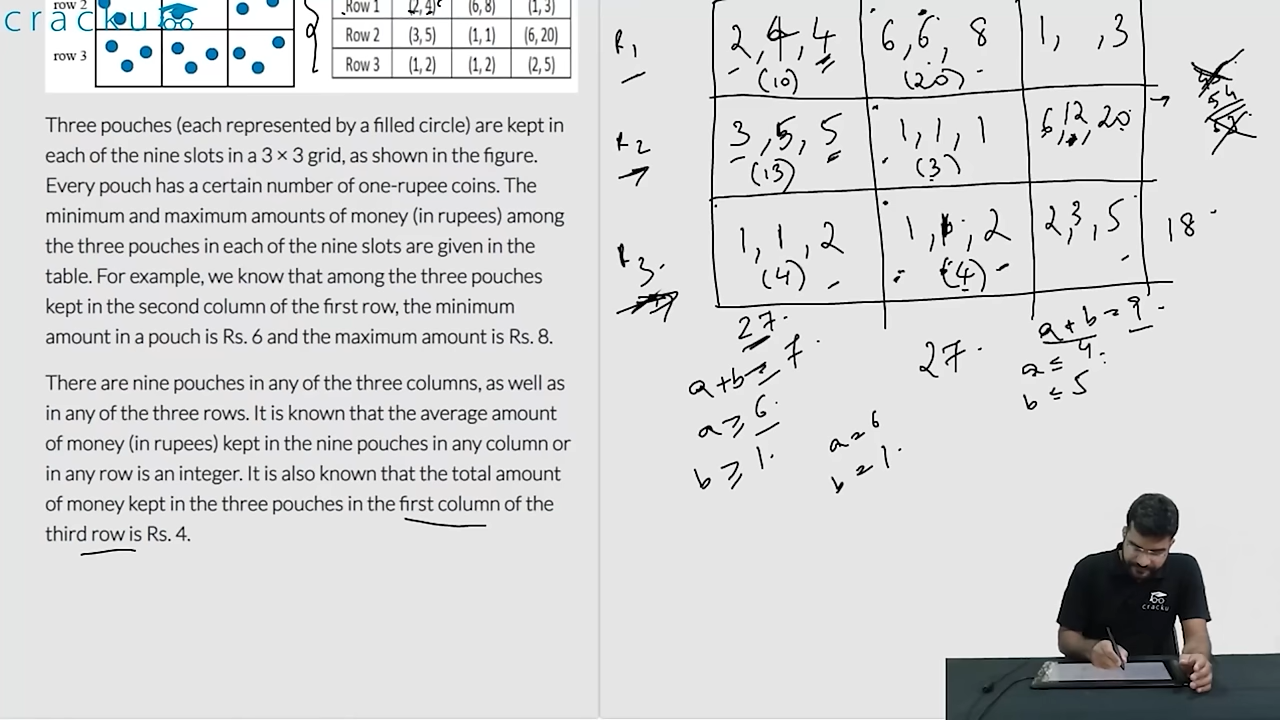 cracku
row 2
row 3
Row 1 (2, 4) (6, 8) (1, 3)
Row 2 (3, 5) (1, 1) (6, 20)
Row 3 (1, 2) (1, 2) (2, 5)
Three pouches (each represented by a filled circle) are kept in
each of the nine slots in a 3 × 3 grid, as shown in the figure.
Every pouch has a certain number of one-rupee coins. The
minimum and maximum amounts of money (in rupees) among
the three pouches in each of the nine slots are given in the
table. For example, we know that among the three pouches
kept in the second column of the first row, the minimum
amount in a pouch is Rs. 6 and the maximum amount is Rs. 8.
There are nine pouches in any of the three columns, as well as
in any of the three rows. It is known that the average amount
of money (in rupees) kept in the nine pouches in any column or
in any row is an integer. It is also known that the total amount
of money kept in the three pouches in the first column of the
third row is Rs. 4.
R1 2, 4, 4 6, 6, 8 1, , 3
(10) (20)
R2 3, 5, 5 1, 1, 1 6, 12, 20
(13) (3)
54
R3 1, 1, 2 1, 1, 2 2, 3, 5 18
(4) (4)
27 27 a + b = 9
a + b = 7 a ≤ 4
a ≥ 6 b ≤ 5
b ≥ 1 a = 6
b = 1
cracku